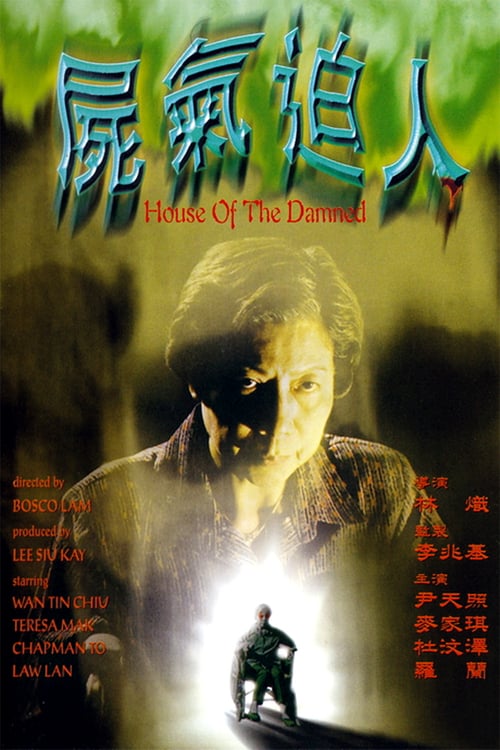 屍氣追人
House Of The Damned
directed by
BOSCO LAM
produced by
LEE SIU KAY
starring
WAN TIN CHIU
TERESA MAK
CHAPMAN TO
LAW LAN
導演
林熾
監製
李兆基
主演
尹天照
麥家琪
杜汶澤
羅蘭